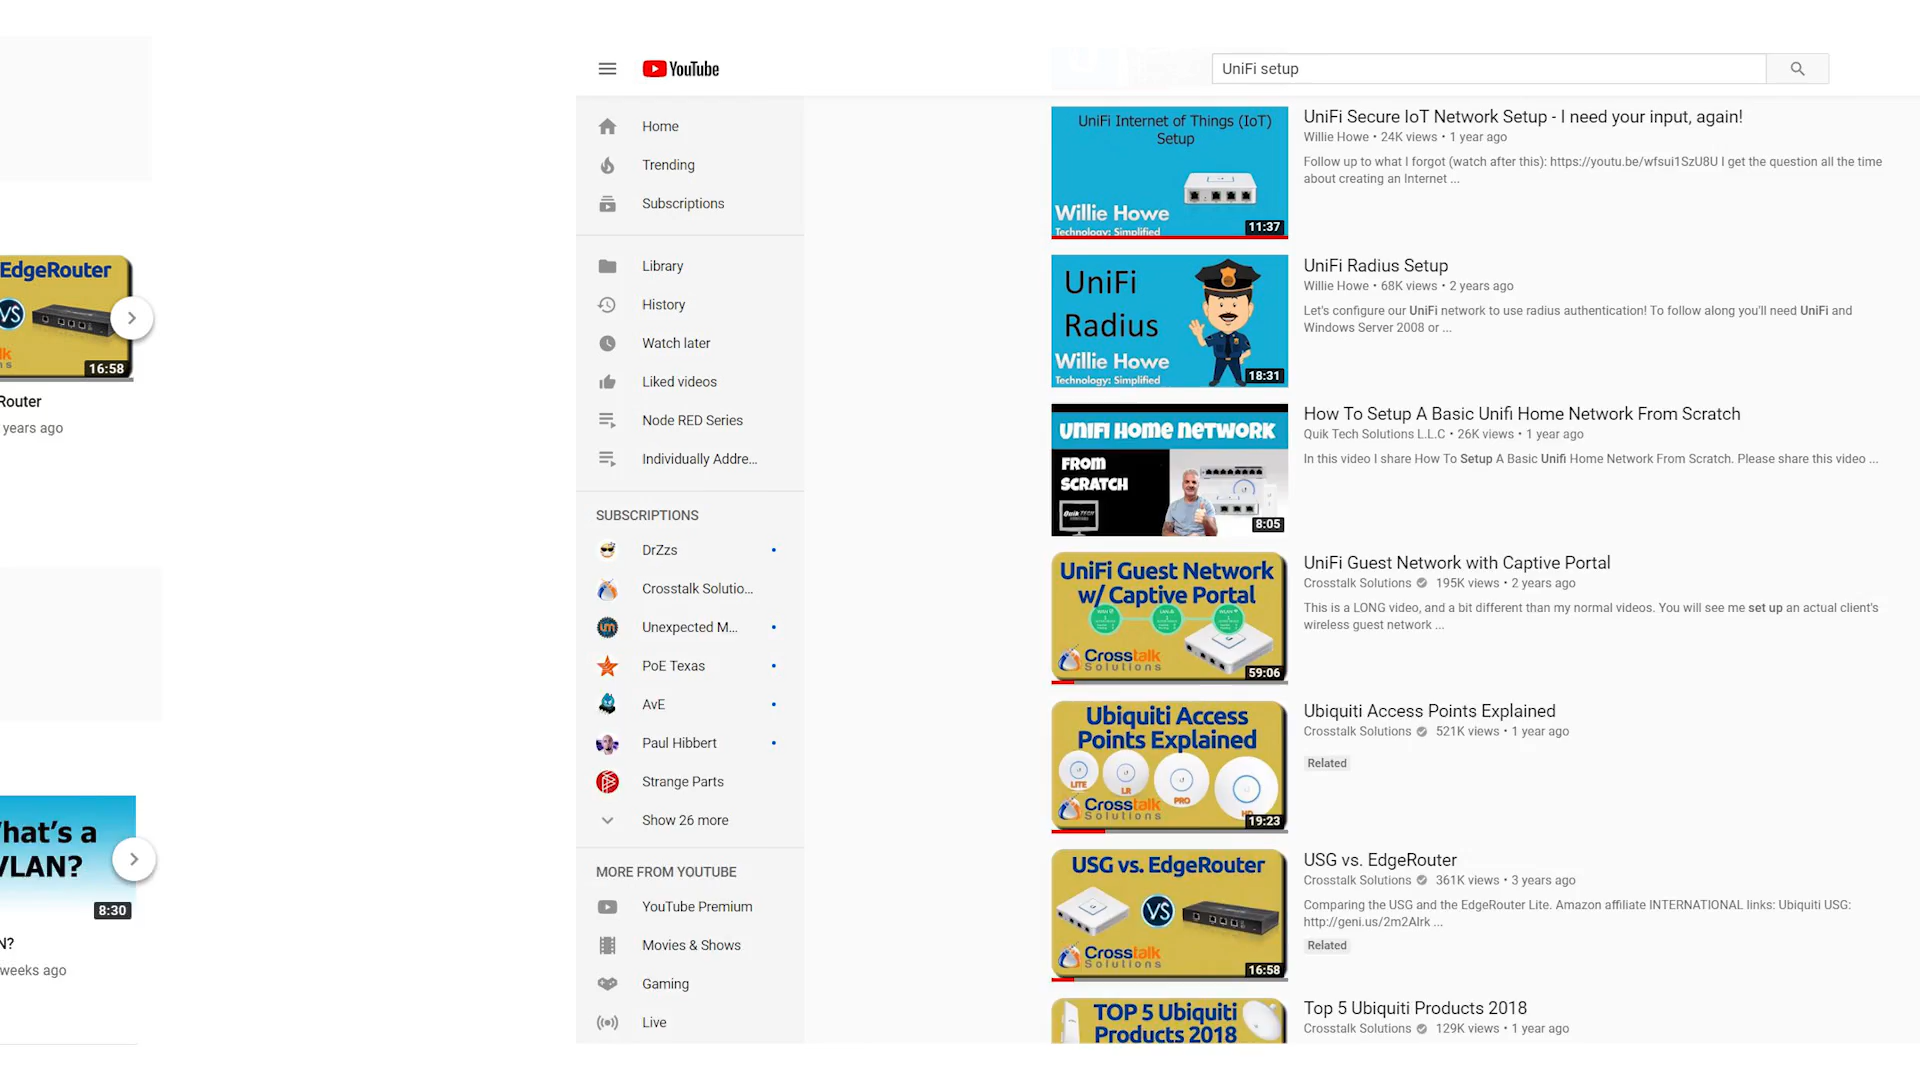 EdgeRouter
VS
16:58
Router
years ago
hat's a
VLAN?
8:30
N?
weeks ago
YouTube
UniFi setup
Home
Trending
Subscriptions
Library
History
Watch later
Liked videos
Node RED Series
Individually Addre...
SUBSCRIPTIONS
DrZzs
Crosstalk Solutio...
Unexpected M...
PoE Texas
AvE
Paul Hibbert
Strange Parts
Show 26 more
MORE FROM YOUTUBE
YouTube Premium
Movies & Shows
Gaming
Live
UniFi Internet of Things (IoT)
Setup
Willie Howe
Technology: Simplified
11:37
UniFi Secure IoT Network Setup - I need your input, again!
Willie Howe • 24K views • 1 year ago
Follow up to what I forgot (watch after this): https://youtu.be/wfsui1SzU8U I get the question all the time
about creating an Internet ...
UniFi
Radius
Willie Howe
Technology: Simplified
18:31
UniFi Radius Setup
Willie Howe • 68K views • 2 years ago
Let's configure our UniFi network to use radius authentication! To follow along you'll need UniFi and
Windows Server 2008 or ...
UNIFI HOME NETWORK
FROM
SCRATCH
Quik TECH
8:05
How To Setup A Basic Unifi Home Network From Scratch
Quik Tech Solutions L.L.C • 26K views • 1 year ago
In this video I share How To Setup A Basic Unifi Home Network From Scratch. Please share this video ...
UniFi Guest Network
w/ Captive Portal
Crosstalk
Solutions
59:06
UniFi Guest Network with Captive Portal
Crosstalk Solutions 195K views • 2 years ago
This is a LONG video, and a bit different than my normal videos. You will see me set up an actual client's
wireless guest network ...
Ubiquiti Access
Points Explained
LITE
LR
PRO
HD
Crosstalk
Solutions
19:23
Ubiquiti Access Points Explained
Crosstalk Solutions 521K views • 1 year ago
Related
USG vs. EdgeRouter
VS
Crosstalk
Solutions
16:58
USG vs. EdgeRouter
Crosstalk Solutions 361K views • 3 years ago
Comparing the USG and the EdgeRouter Lite. Amazon affiliate INTERNATIONAL links: Ubiquiti USG:
http://geni.us/2m2AIrk ...
Related
TOP 5 Ubiquiti
Products 2018
Top 5 Ubiquiti Products 2018
Crosstalk Solutions 129K views • 1 year ago